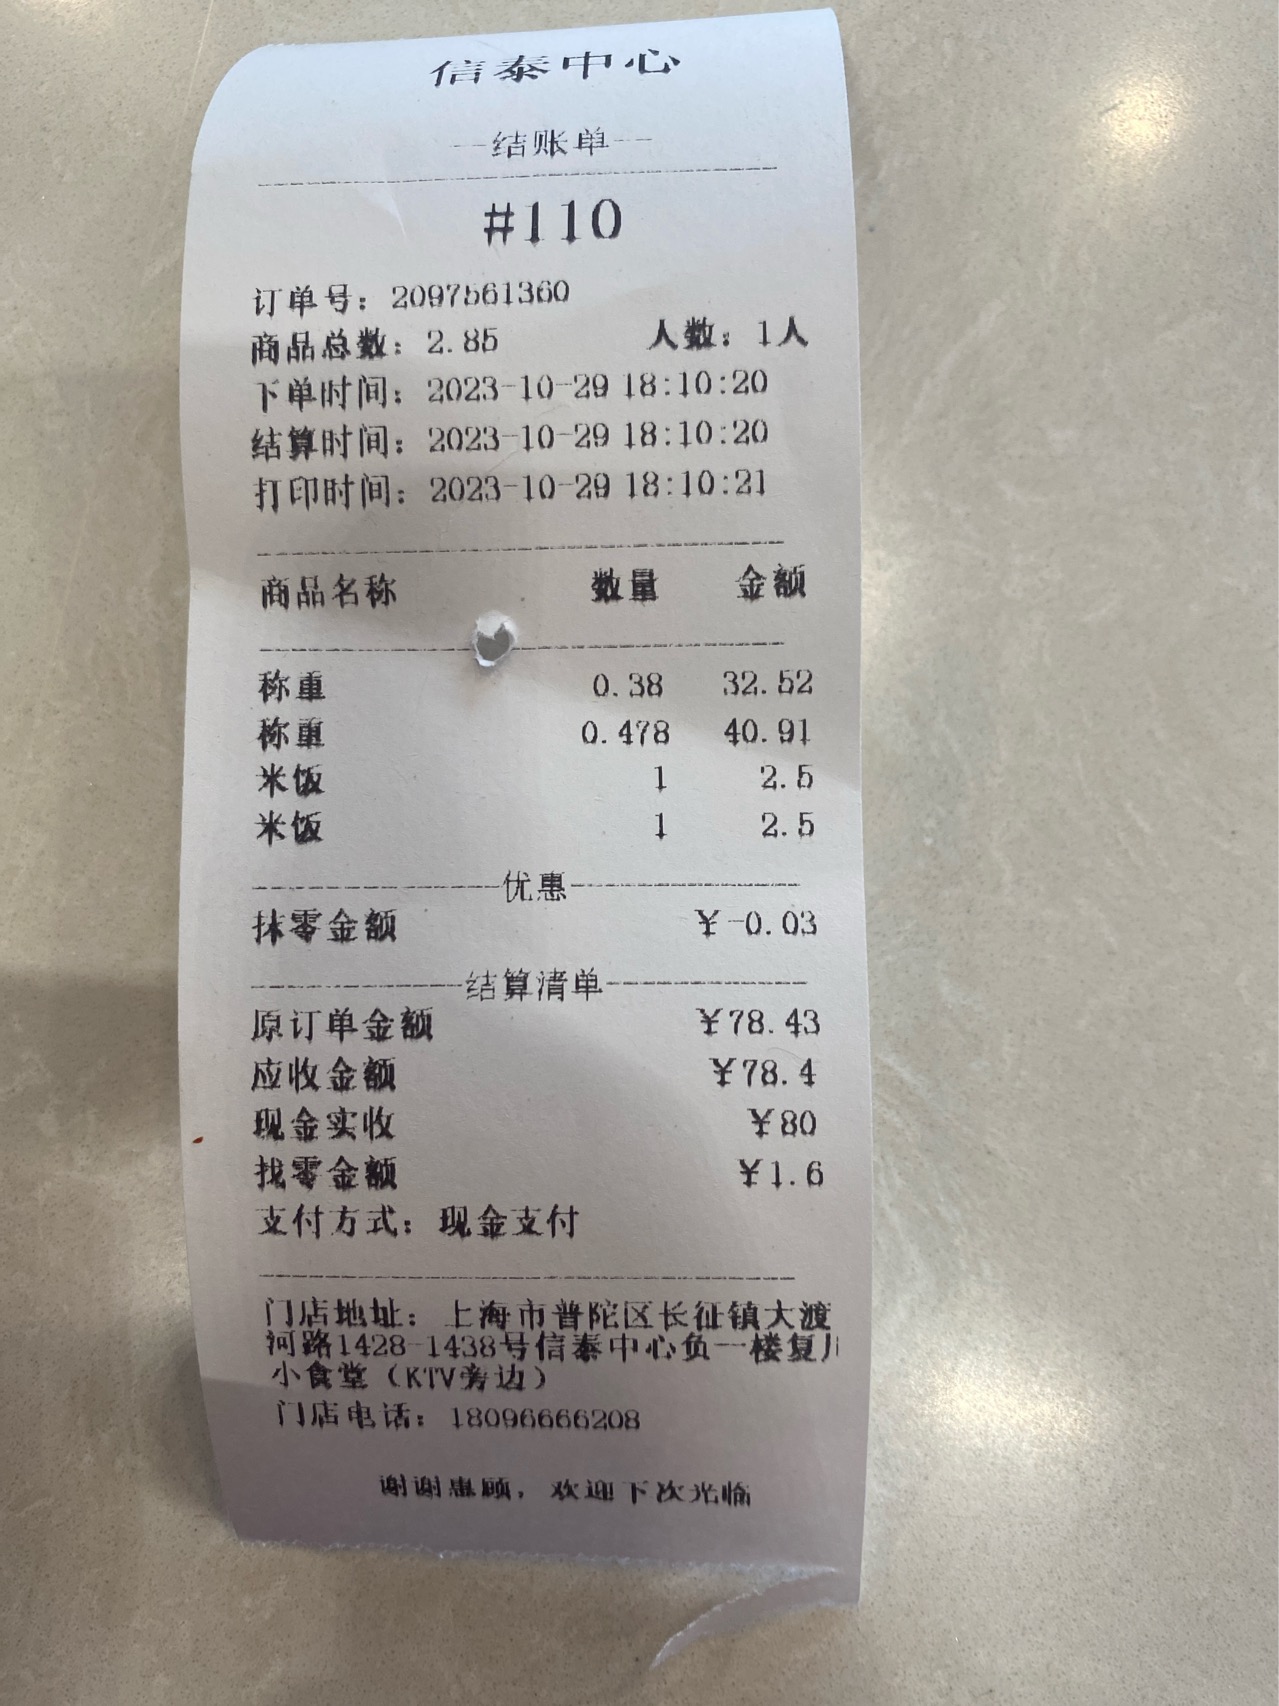 信泰中心
--结账单--
#110
订单号：2097561360
商品总数：2.85 人数：1人
下单时间：2023-10-29 18:10:20
结算时间：2023-10-29 18:10:20
打印时间：2023-10-29 18:10:21
商品名称 数量 金额
称重 0.38 32.52
称重 0.478 40.91
米饭 1 2.5
米饭 1 2.5
优惠
抹零金额 ¥-0.03
结算清单
原订单金额 ¥78.43
应收金额 ¥78.4
现金实收 ¥80
找零金额 ¥1.6
支付方式：现金支付
门店地址：上海市普陀区长征镇大渡
河路1428-1438号信泰中心负一楼复
小食堂（KTV旁边）
门店电话：18096666208
谢谢惠顾，欢迎下次光临